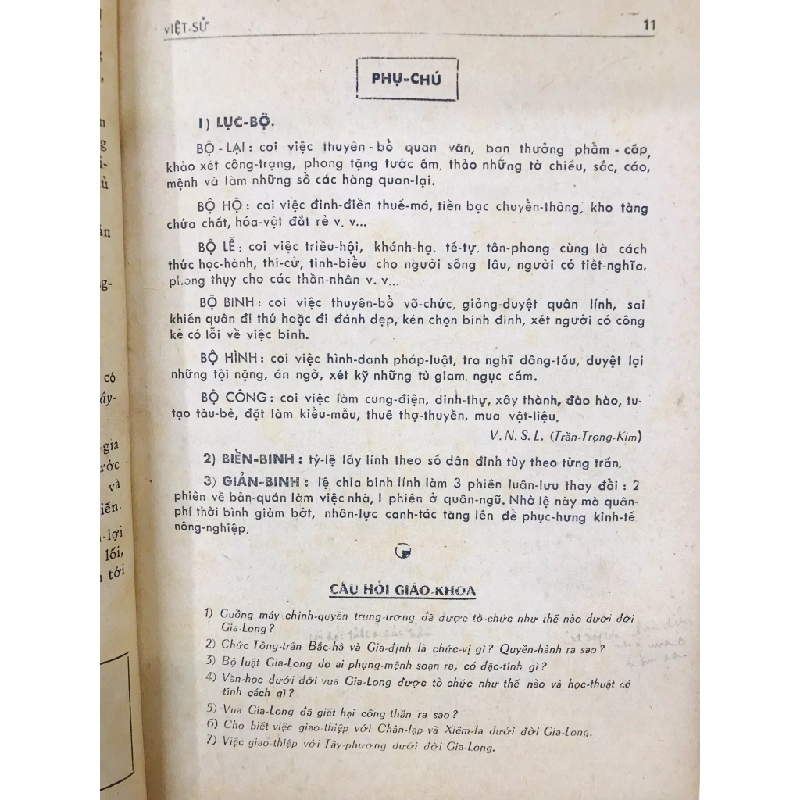 VIỆT-SỬ 11
PHỤ-CHÚ
1) LỤC-BỘ.
BỘ-LẠI: coi việc thuyên-bổ quan văn, ban thưởng phẩm-cấp,
khảo xét công-trạng, phong tặng tước ấm, thảo những tờ chiếu, sắc, cáo,
mệnh và làm những sổ các hàng quan-lại.
BỘ HỘ: coi việc đinh-điền thuế-má, tiền bạc chuyển-thông, kho tàng
chứa chất, hóa-vật đắt rẻ v. v...
BỘ LỄ: coi việc triều-hội, khánh-hạ, tế-tự, tôn-phong cùng là cách
thức học-hành, thi-cử, tinh-biểu cho người sống lâu, người có tiết-nghĩa,
phong thụy cho các thần-nhân v. v...
BỘ BINH: coi việc thuyên-bổ võ-chức, giảng-duyệt quân lính, sai
khiến quân đi thú hoặc đi đánh dẹp, kén chọn binh đinh, xét người có công
kẻ có lỗi về việc binh.
BỘ HÌNH: coi việc hình-danh pháp-luật, tra nghĩ dâng-tấu, duyệt lại
những tội nặng, án ngờ, xét kỹ những tù giam, ngục cấm.
BỘ CÔNG: coi việc làm cung-điện, dinh-thự, xây thành, đào hào, tu-
tạo tàu-bè, đặt làm kiểu-mẫu, thuê thợ-thuyền, mua vật-liệu.
V. N. S. L. (Trần-Trọng-Kim)
2) BIỀN-BINH: tỷ-lệ lấy lính theo số dân đinh tùy theo từng trấn.
3) GIẢN-BINH: lệ chia binh lính làm 3 phiên luân-lưu thay đổi: 2
phiên về bản-quán làm việc nhà, 1 phiên ở quân-ngũ. Nhờ lệ này mà quân-
phí thời bình giảm bớt, nhân-lực canh-tác tăng lên để phục-hưng kinh-tế
nông-nghiệp.
CÂU HỎI GIÁO-KHOA
1) Guồng máy chính-quyền trung-ương đã được tổ-chức như thế nào dưới đời
Gia-Long?
2) Chức Tổng-trấn Bắc-hà và Gia-định là chức-vị gì? Quyền-hành ra sao?
3) Bộ luật Gia-Long do ai phụng-mệnh soạn ra, có đặc-tính gì?
4) Văn-học dưới đời vua Gia-Long được tổ chức như thế nào và học-thuật có
tính cách gì?
5) Vua Gia-Long đã giết hại công thần ra sao?
6) Cho biết việc giao-thiệp với Chân-lạp và Xiêm-la dưới đời Gia-Long.
7) Việc giao-thiệp với Tây-phương dưới đời Gia-Long.
có
ẩy-
gia
ước
và
iển.
-lợi
lối,
tới